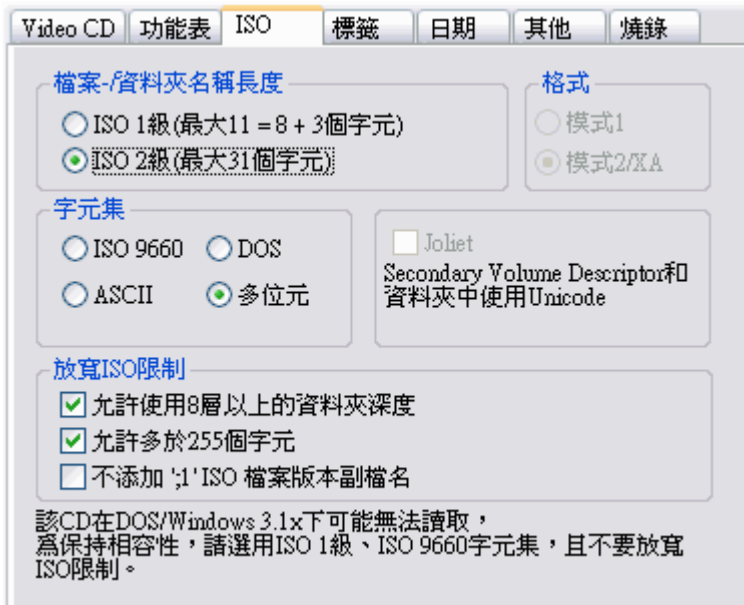 Video CD 功能表 ISO 標籤 日期 其他 燒錄
檔案-/資料夾名稱長度
ISO 1級(最大11 = 8 + 3個字元)
ISO 2級(最大31個字元)
格式
模式1
模式2/XA
字元集
ISO 9660 DOS
ASCII 多位元
Joliet
Secondary Volume Descriptor和
資料夾中使用Unicode
放寬ISO限制
允許使用8層以上的資料夾深度
允許多於255個字元
不添加 ';1' ISO 檔案版本副檔名
該CD在DOS/Windows 3.1x下可能無法讀取，
為保持相容性，請選用ISO 1級、ISO 9660字元集，且不要放寬
ISO限制。